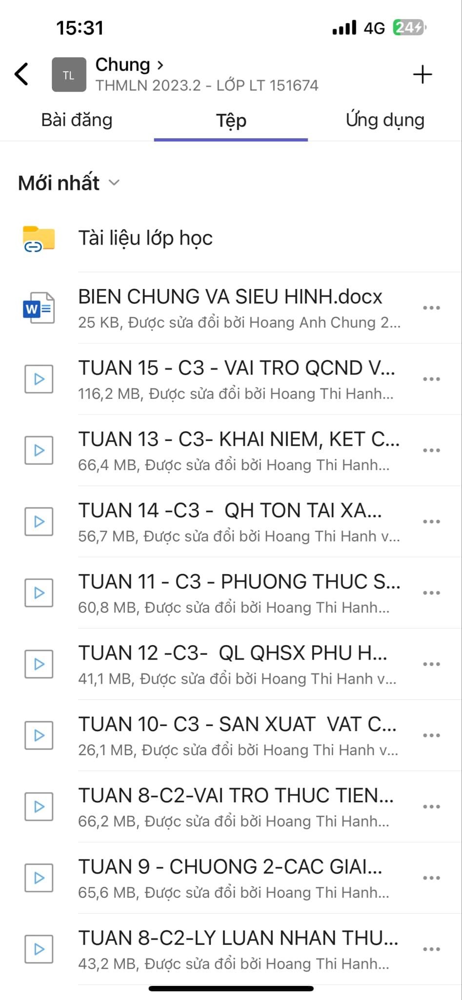 15:31
4G 24
TL
Chung
THMLN 2023.2 - LỚP LT 151674
Bài đăng
Tệp
Ứng dụng
Mới nhất
Tài liệu lớp học
W
BIEN CHUNG VA SIEU HINH.docx
25 KB, Được sửa đổi bởi Hoang Anh Chung 2...
TUAN 15 - C3 - VAI TRO QCND V...
116,2 MB, Được sửa đổi bởi Hoang Thi Hanh...
TUAN 13 - C3- KHAI NIEM, KET C...
66,4 MB, Được sửa đổi bởi Hoang Thi Hanh...
TUAN 14 -C3 -  QH TON TAI XA...
56,7 MB, Được sửa đổi bởi Hoang Thi Hanh v...
TUAN 11 - C3 - PHUONG THUC S...
60,8 MB, Được sửa đổi bởi Hoang Thi Hanh...
TUAN 12 -C3-  QL QHSX PHU H...
41,1 MB, Được sửa đổi bởi Hoang Thi Hanh v...
TUAN 10- C3 - SAN XUAT  VAT C...
26,1 MB, Được sửa đổi bởi Hoang Thi Hanh v...
TUAN 8-C2-VAI TRO THUC TIEN...
66,2 MB, Được sửa đổi bởi Hoang Thi Hanh...
TUAN 9 - CHUONG 2-CAC GIAI...
65,6 MB, Được sửa đổi bởi Hoang Thi Hanh...
TUAN 8-C2-LY LUAN NHAN THU...
43,2 MB, Được sửa đổi bởi Hoang Thi Hanh...